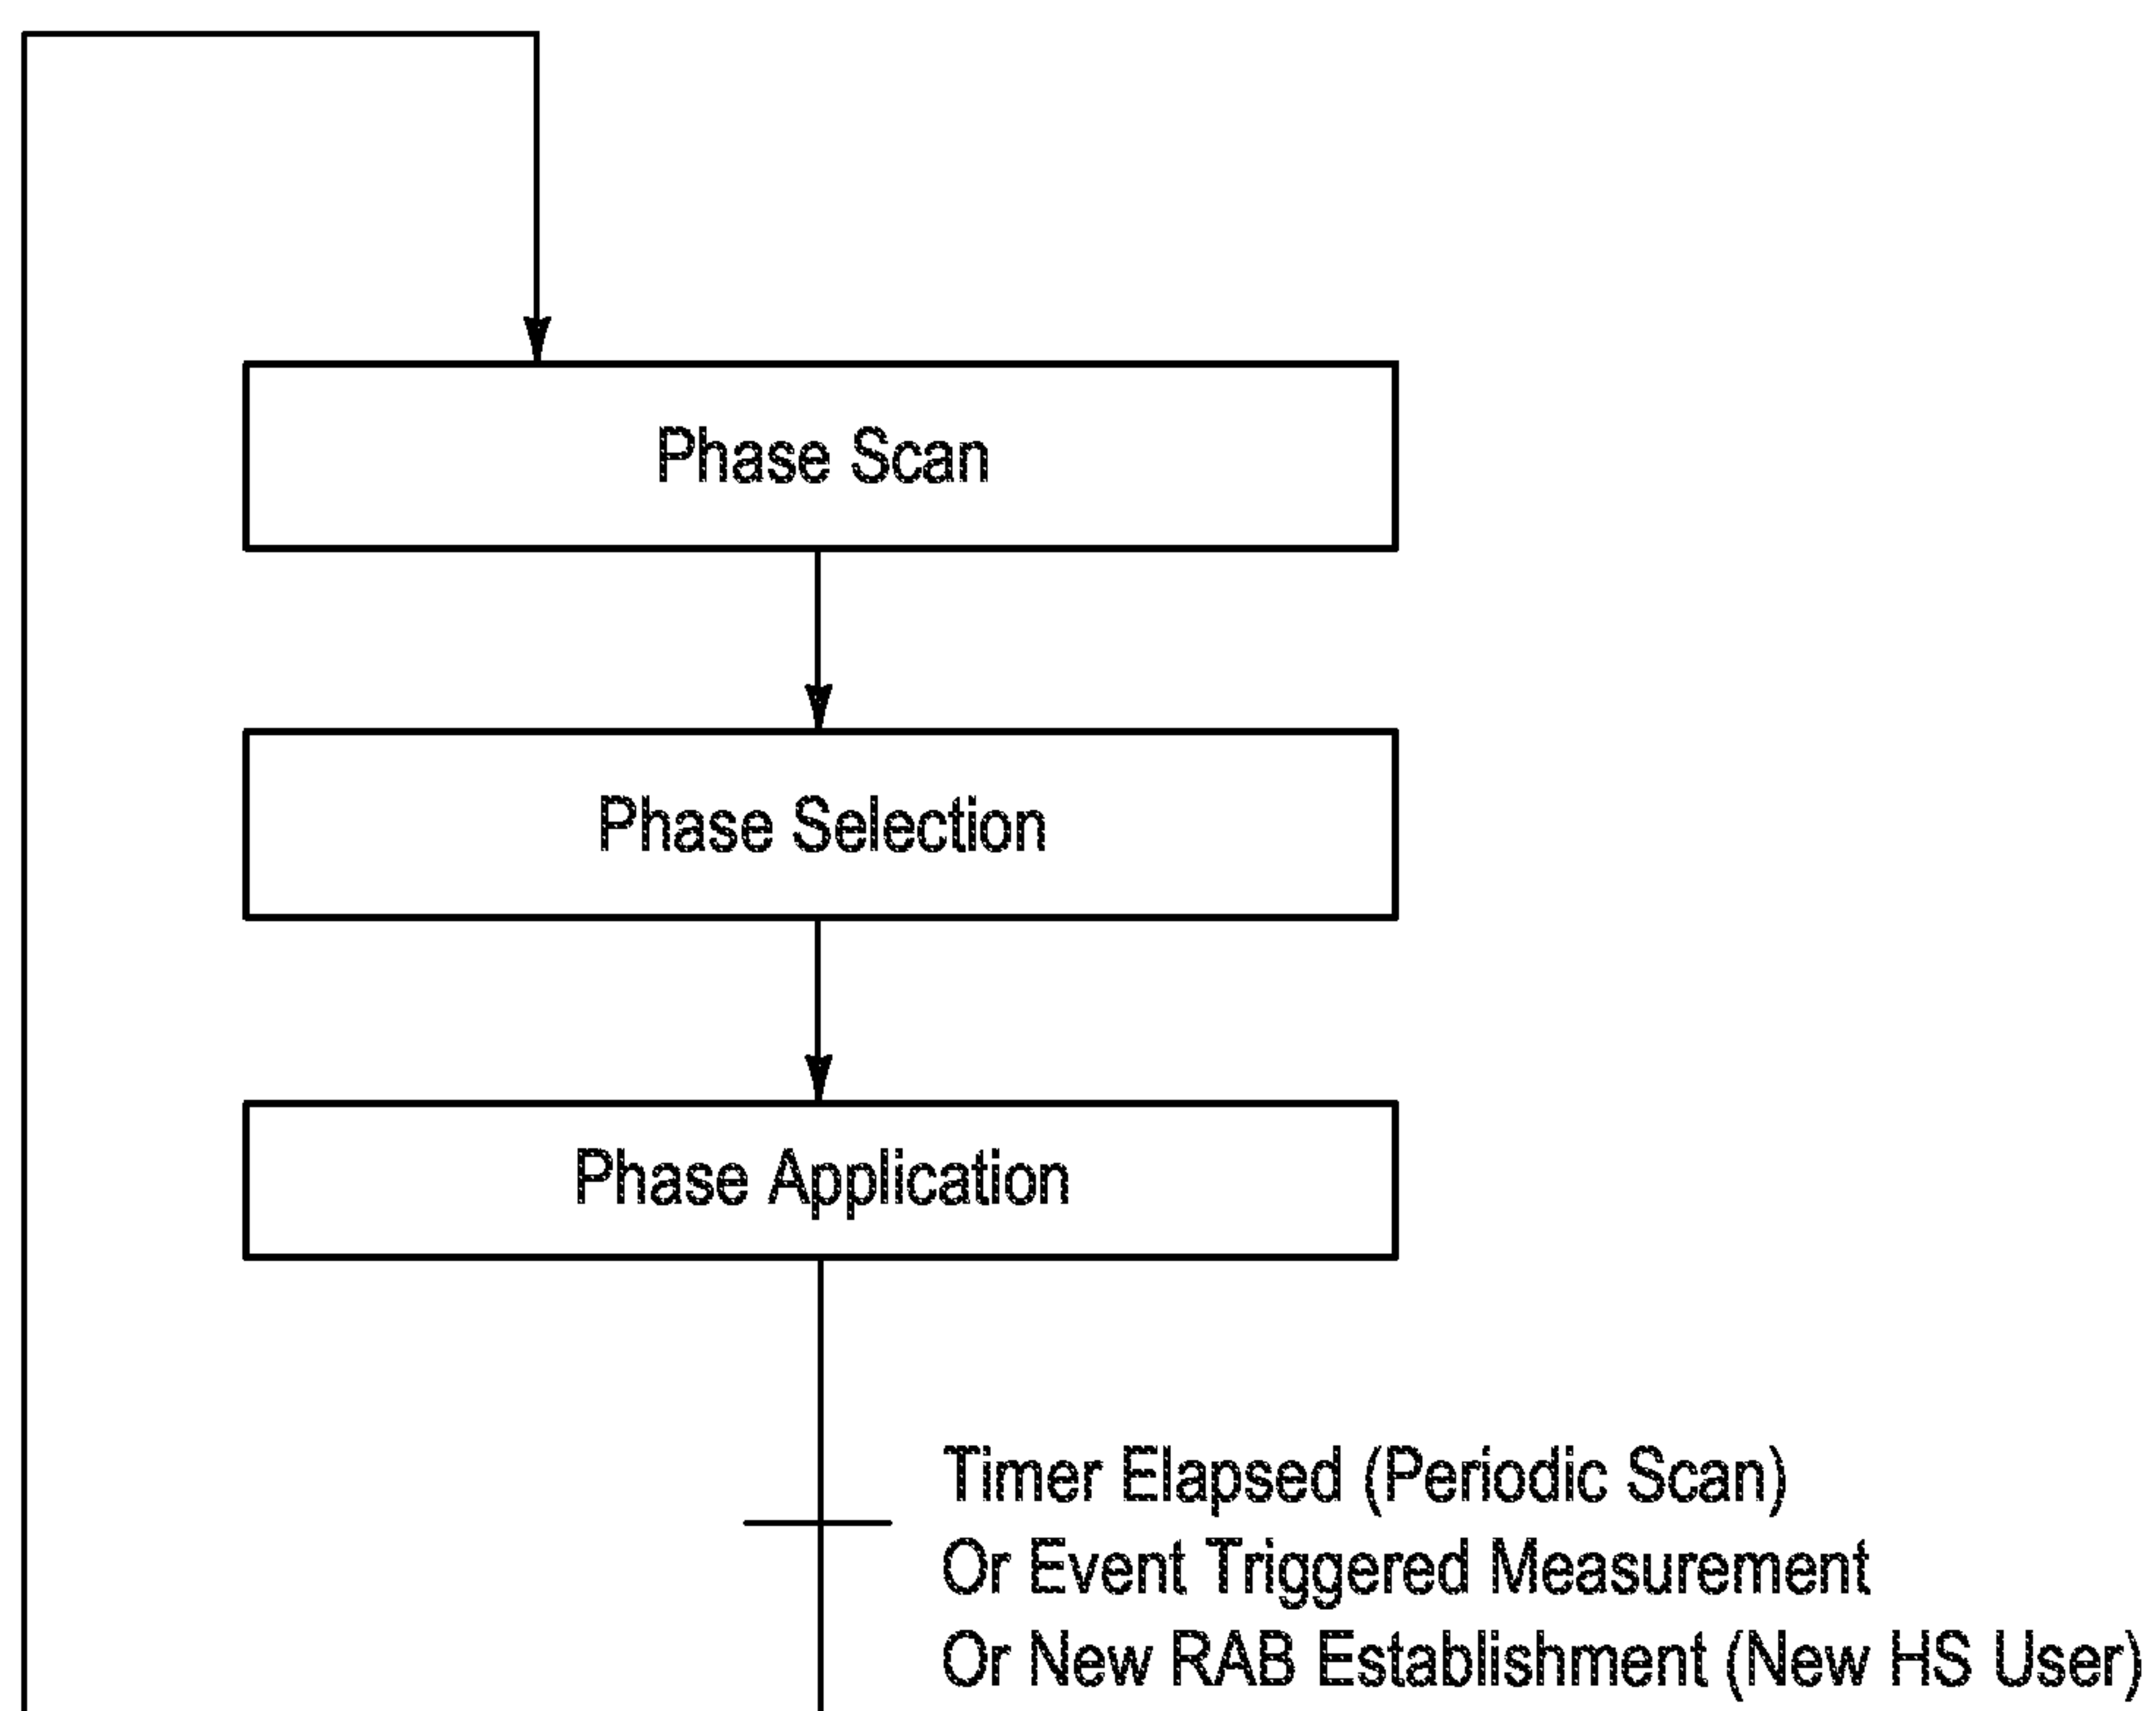 Phase Scan
Phase Selection
Phase Application
Timer Elapsed (Periodic Scan)
Or Event Triggered Measurement
Or New RAB Establishment (New HS User)